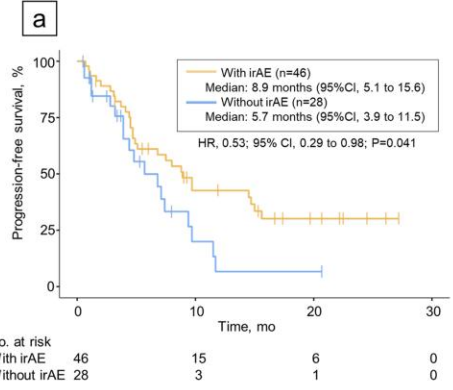 a
With irAE (n=46)
Median: 8.9 months (95%CI, 5.1 to 15.6)
Without irAE (n=28)
Median: 5.7 months (95%CI, 3.9 to 11.5)
HR, 0.53; 95% CI, 0.29 to 0.98; P=0.041
Progression-free survival, %
100
75
50
25
0
0 10 20 30
Time, mo
o. at risk
ith irAE 46 15 6 0
ithout irAE 28 3 1 0